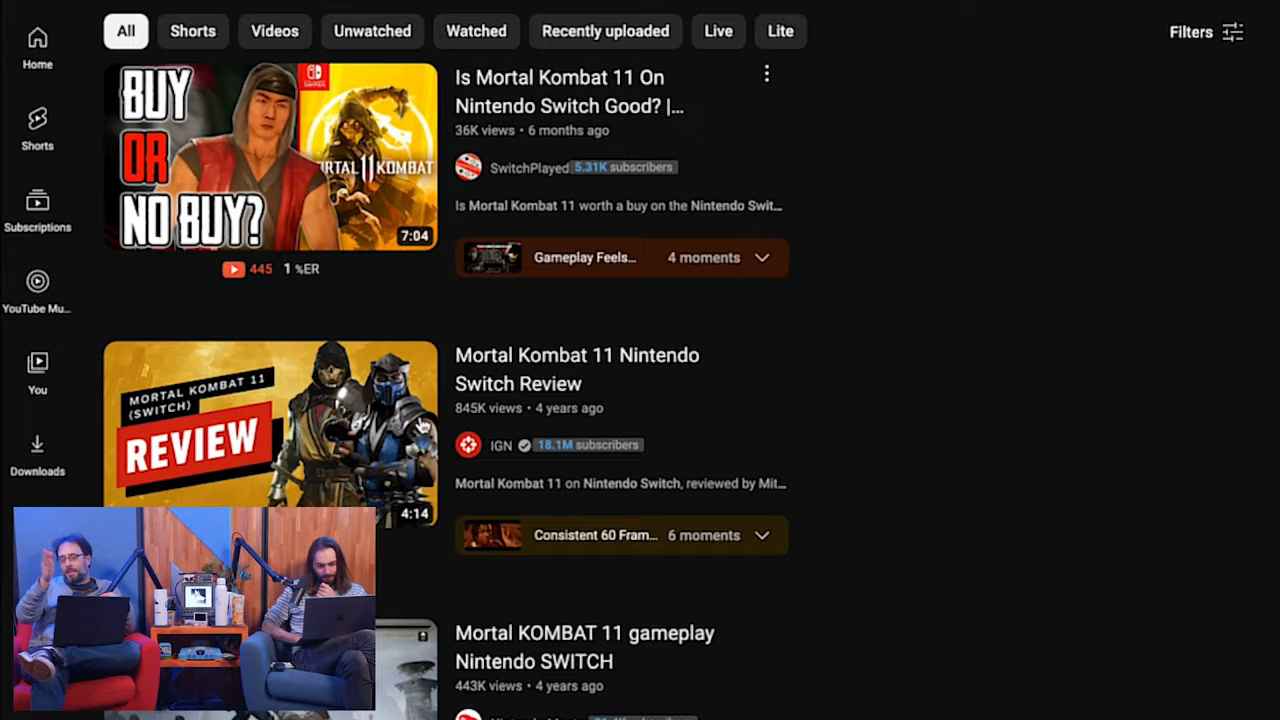 All
Shorts
Videos
Unwatched
Watched
Recently uploaded
Live
Lite
Filters
Home
Shorts
Subscriptions
YouTube Mu...
You
Downloads
BUY
OR
NO BUY?
RTAL 11 KOMBAT
7:04
445 1 %ER
Is Mortal Kombat 11 On
Nintendo Switch Good? |...
36K views • 6 months ago
SwitchPlayed 5.31K subscribers
Is Mortal Kombat 11 worth a buy on the Nintendo Swit...
Gameplay Feels... 4 moments
MORTAL KOMBAT 11
(SWITCH)
REVIEW
4:14
Mortal Kombat 11 Nintendo
Switch Review
845K views • 4 years ago
IGN 18.1M subscribers
Mortal Kombat 11 on Nintendo Switch, reviewed by Mit...
Consistent 60 Fram... 6 moments
Mortal KOMBAT 11 gameplay
Nintendo SWITCH
443K views • 4 years ago